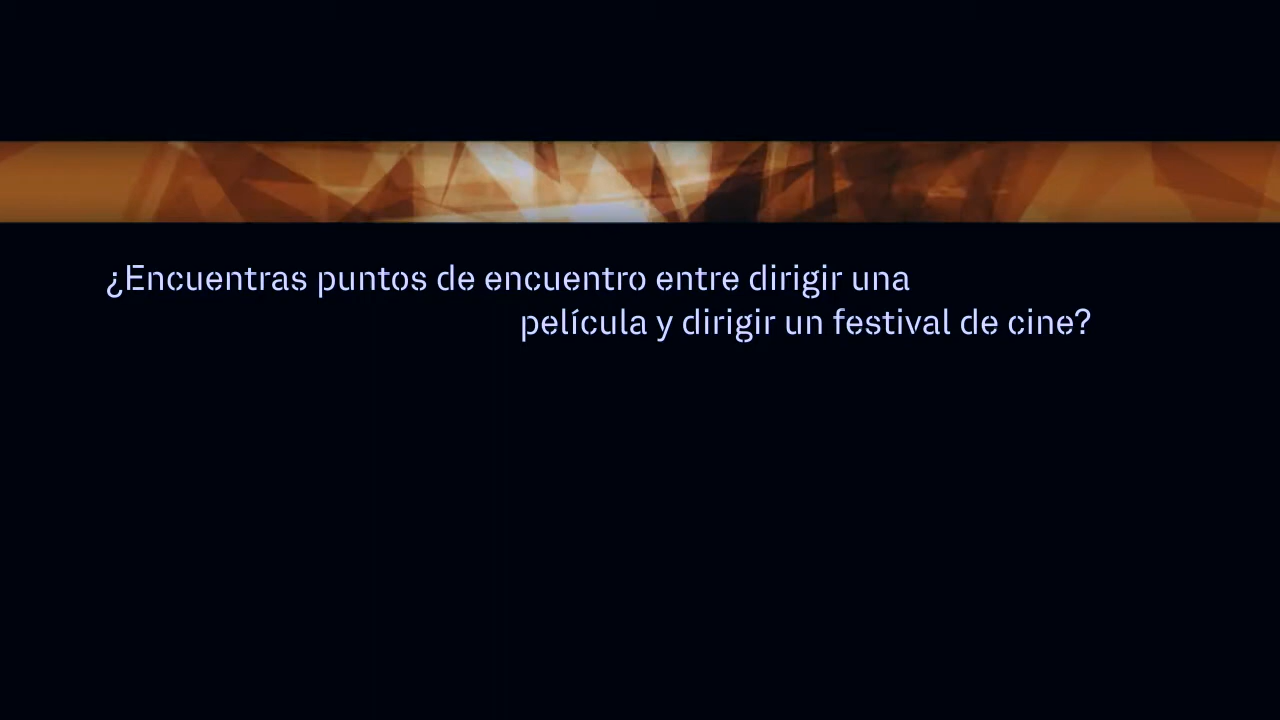 ¿Encuentras puntos de encuentro entre dirigir una
película y dirigir un festival de cine?